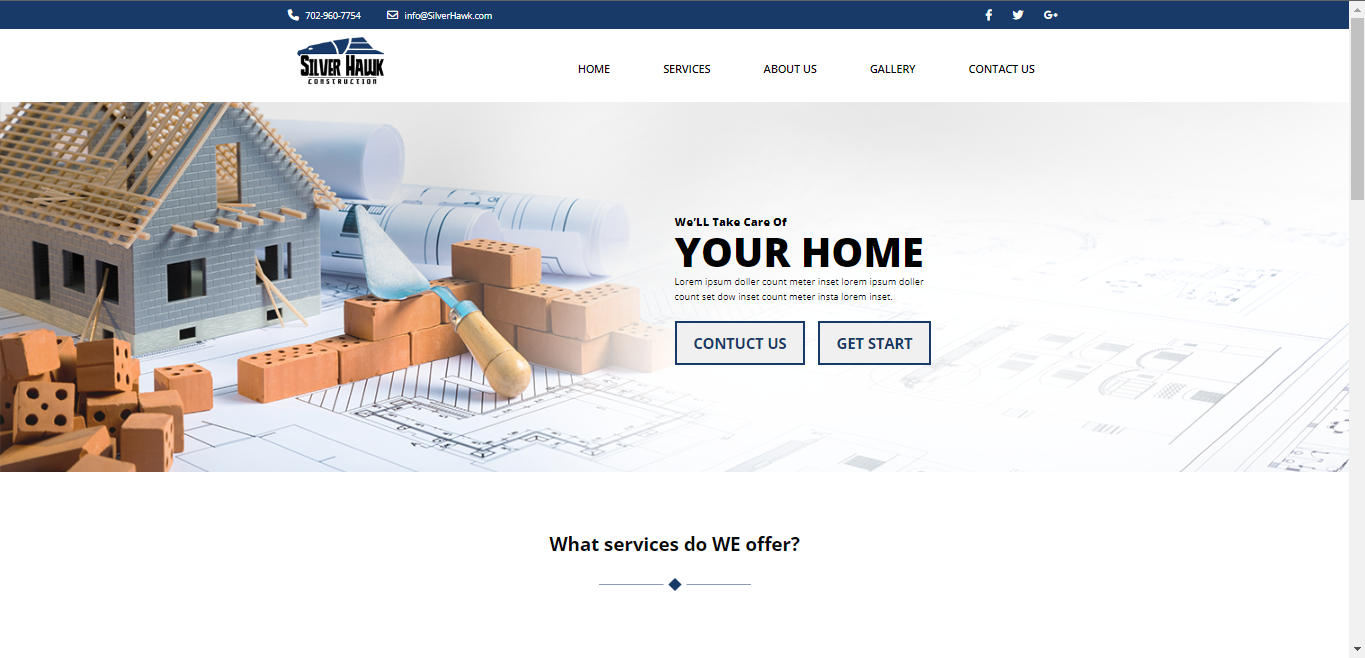 702-960-7754 info@SilverHawk.com
SILVER HAWK
CONSTRUCTION
HOME SERVICES ABOUT US GALLERY CONTACT US
We'LL Take Care Of
YOUR HOME
Lorem ipsum doller count meter inset lorem ipsum doller
count set dow inset count meter insta lorem inset.
CONTUCT US GET START
What services do WE offer?